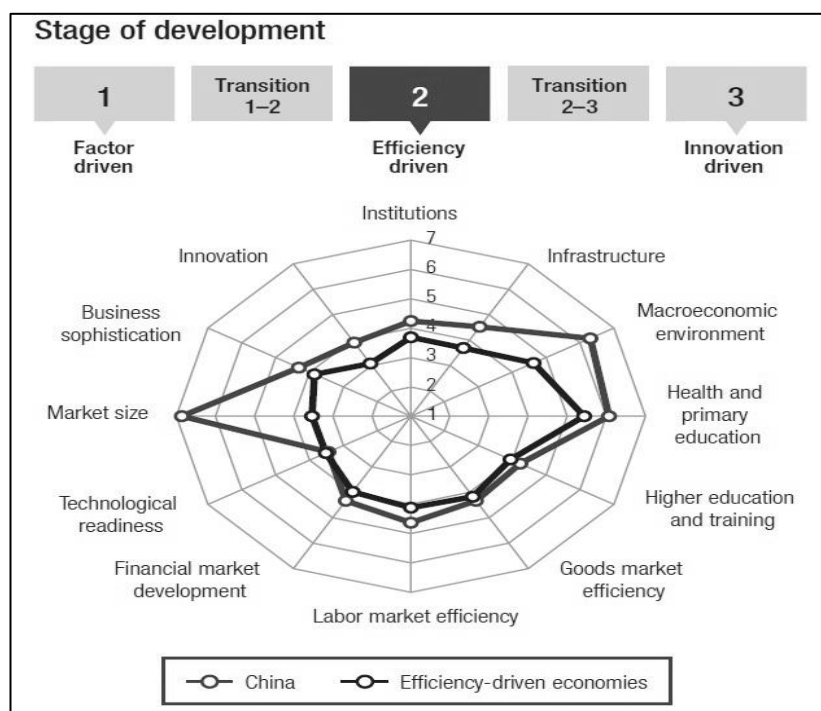 Stage of development
1
Transition
1–2
2
Transition
2–3
3
Factor
driven
Efficiency
driven
Innovation
driven
Institutions
Innovation
Infrastructure
Business
sophistication
Macroeconomic
environment
Market size
Health and
primary
education
Technological
readiness
Higher education
and training
Financial market
development
Goods market
efficiency
Labor market efficiency
7
6
5
4
3
2
1
China
Efficiency-driven economies